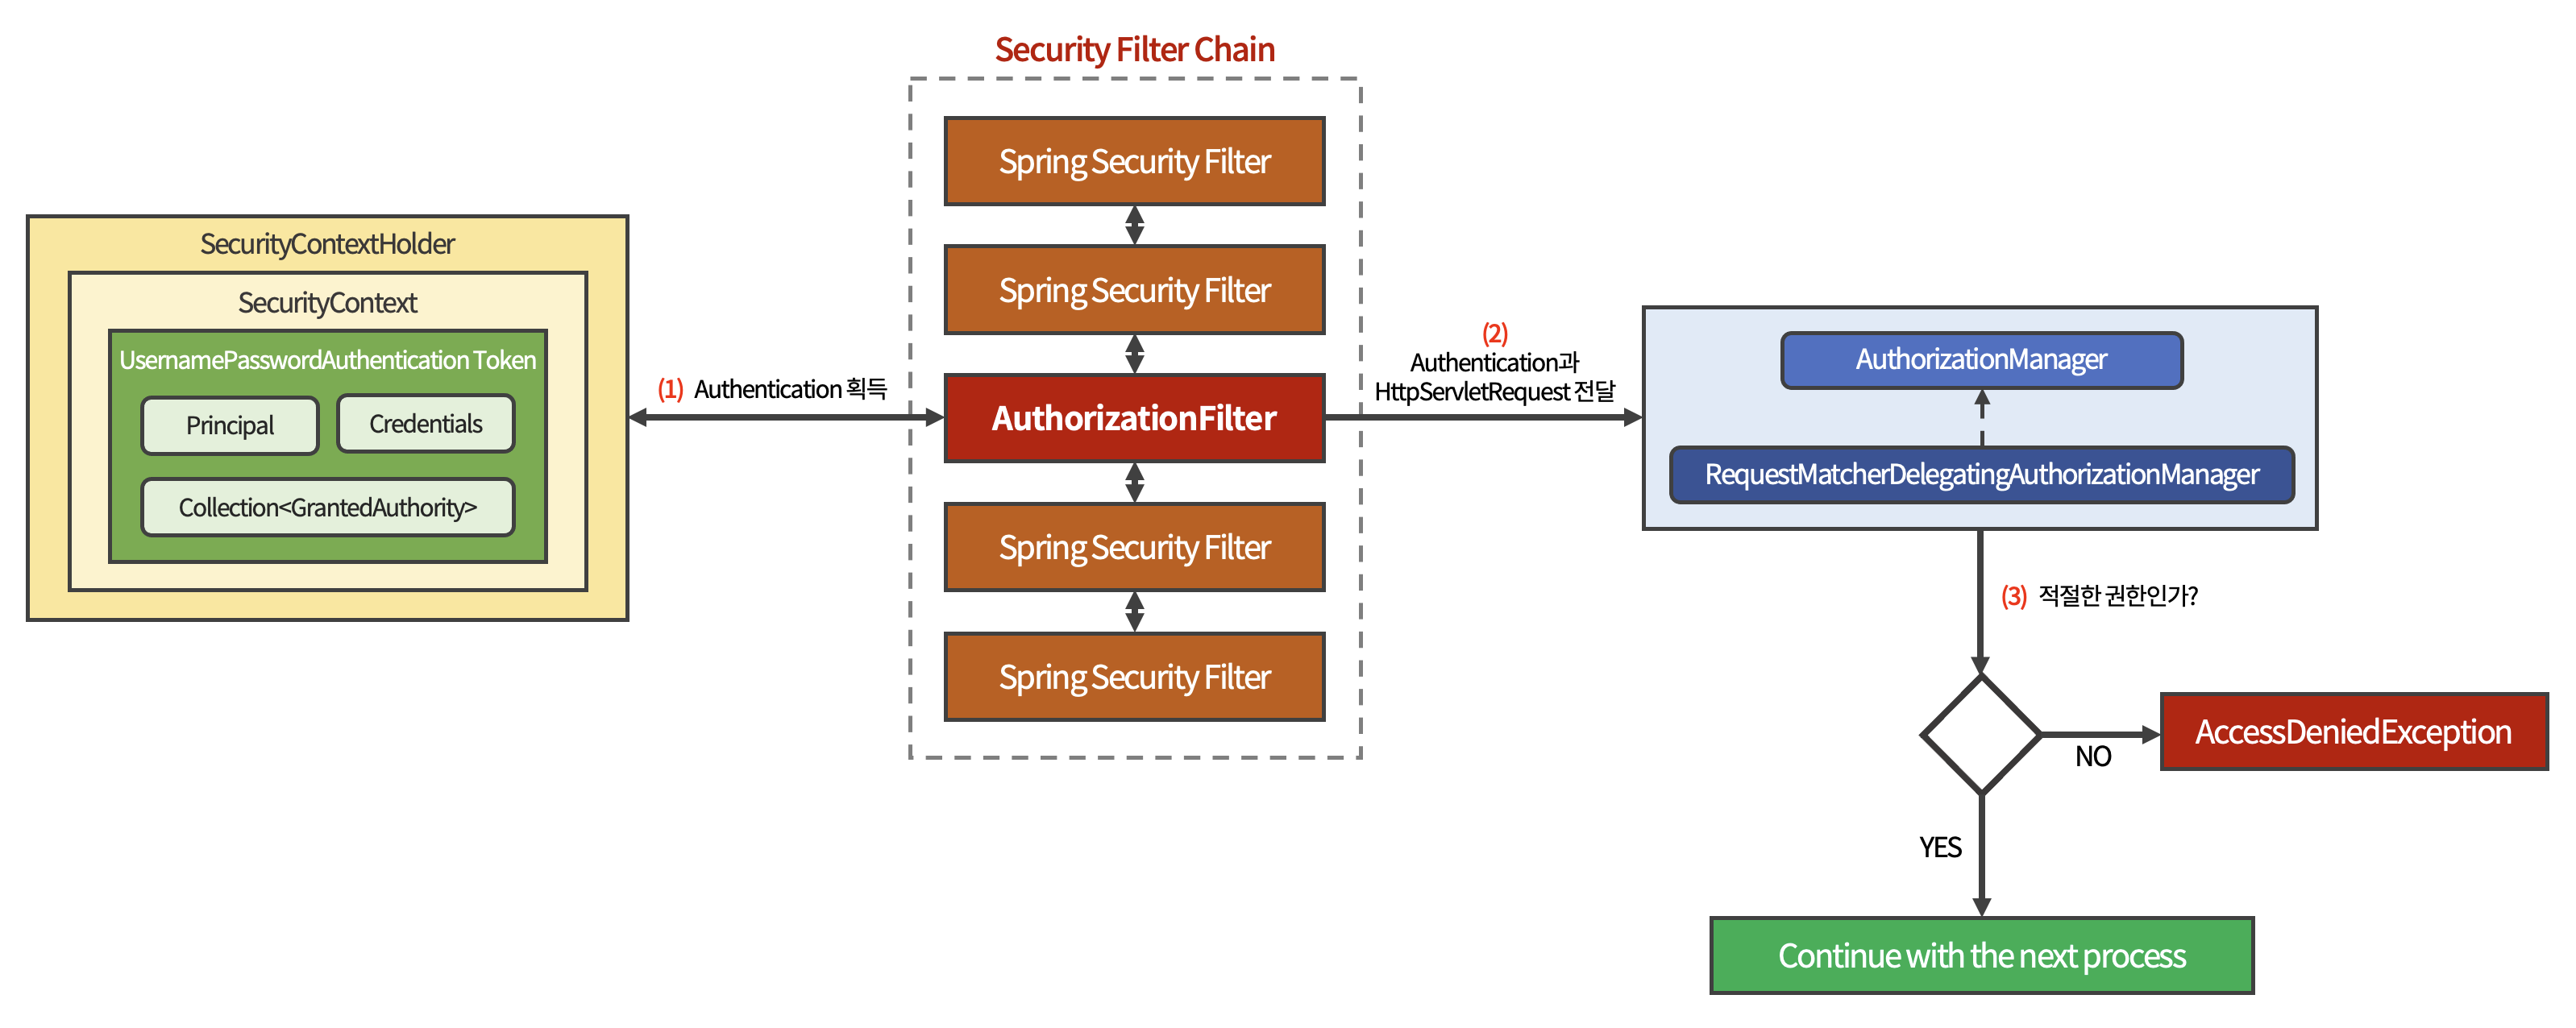 Security Filter Chain
SecurityContextHolder
SecurityContext
UsernamePasswordAuthentication Token
Principal
Credentials
Collection<GrantedAuthority>
(1) Authentication 획득
Spring Security Filter
Spring Security Filter
AuthorizationFilter
Spring Security Filter
Spring Security Filter
(2)
Authentication과
HttpServletRequest 전달
AuthorizationManager
RequestMatcherDelegatingAuthorizationManager
(3) 적절한 권한인가?
NO
AccessDeniedException
YES
Continue with the next process